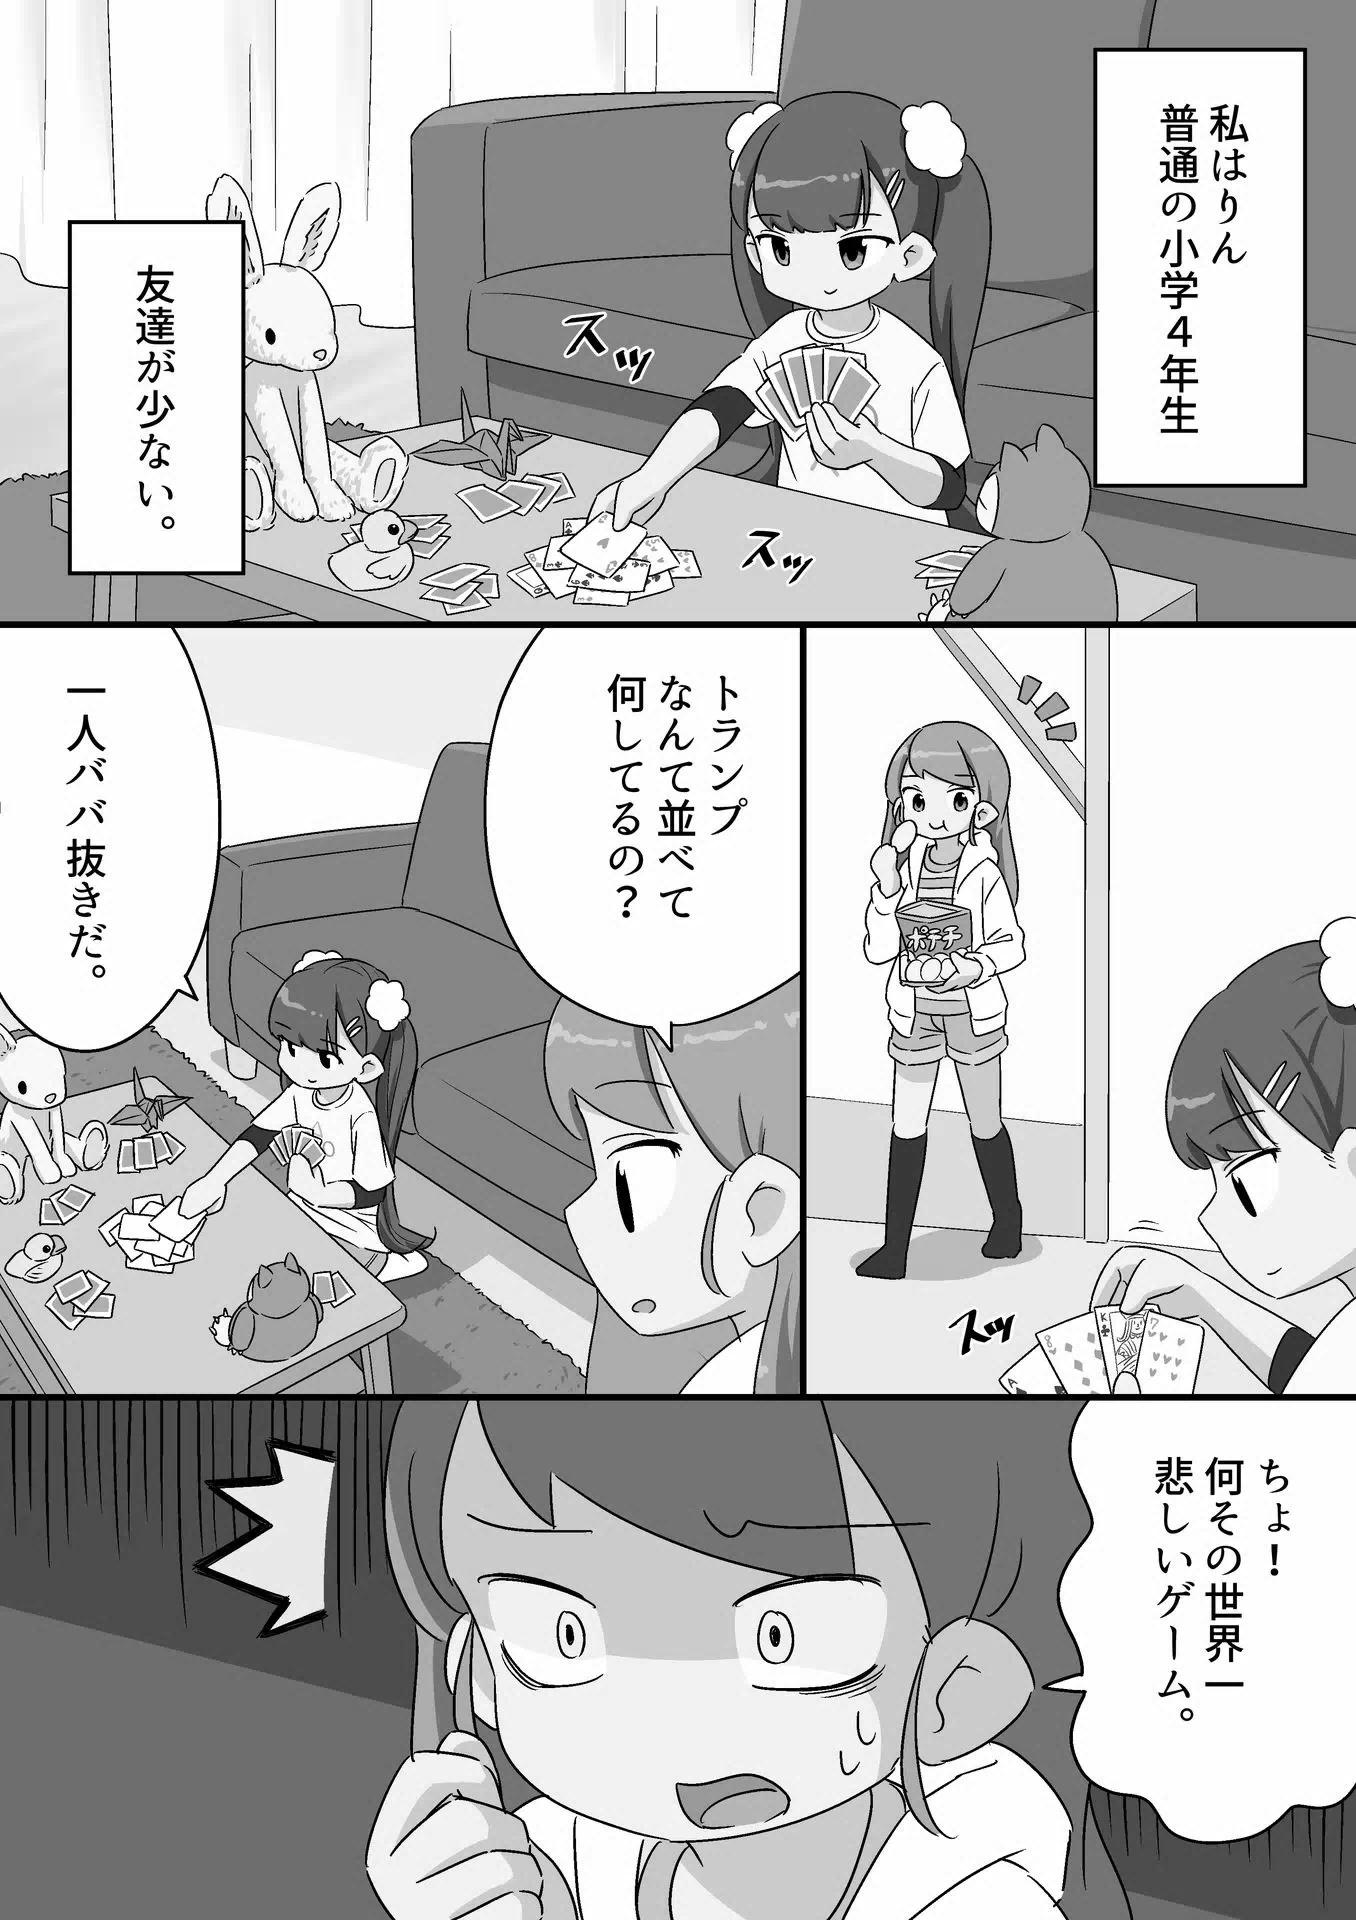 私はりん
普通の小学4年生
友達が少ない。
スッ
スッ
ポテチ
スッ
K
7
8
A
トランプ
なんて並べて
何してるの?
一人ババ抜きだ。
ちょ!
何その世界一
悲しいゲーム。